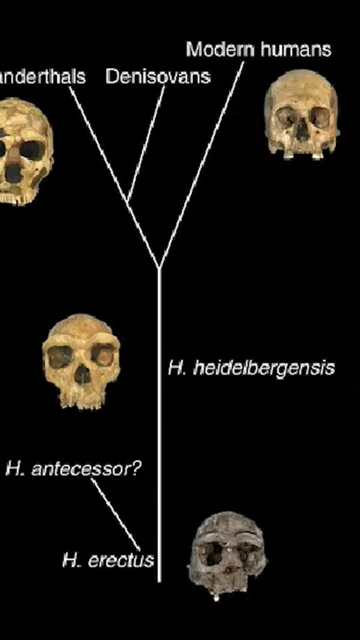 Modern humans
anderthals Denisovans
H. heidelbergensis
H. antecessor?
H. erectus